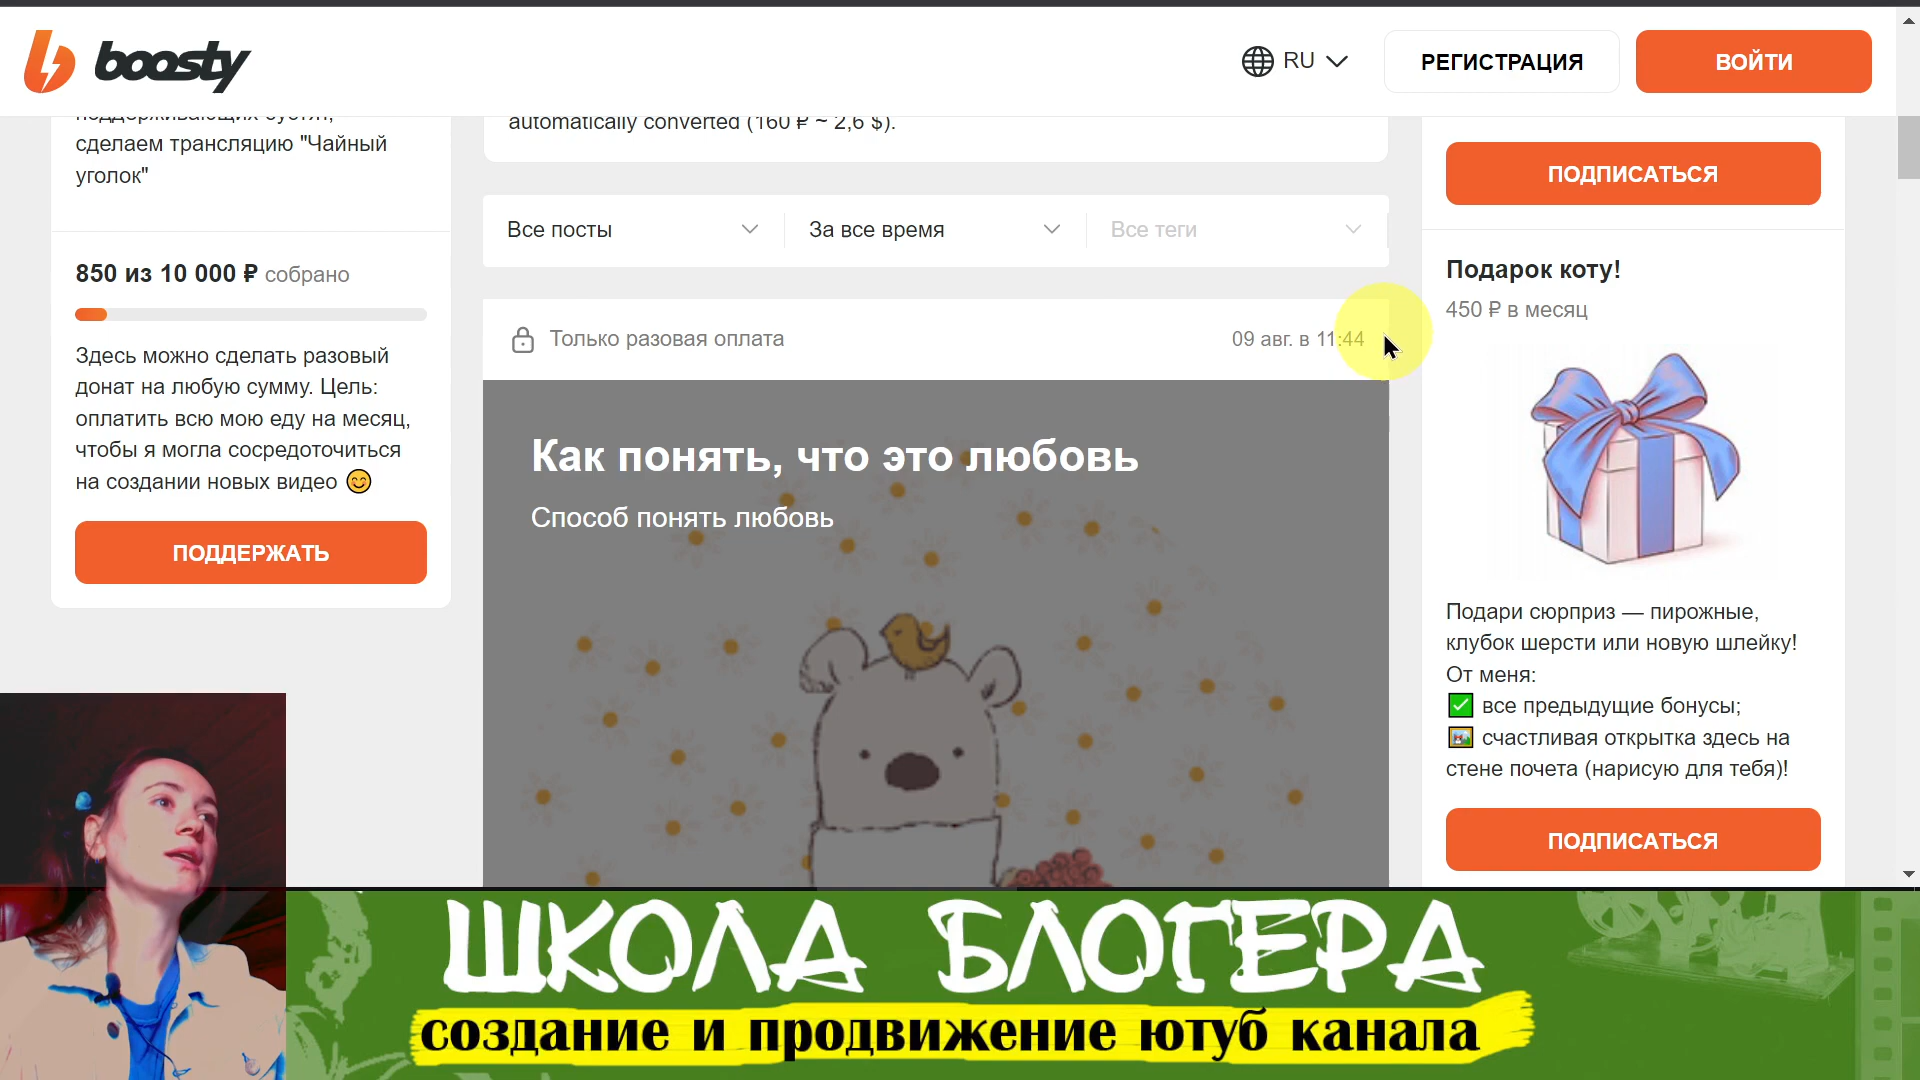 boosty
RU
РЕГИСТРАЦИЯ
ВОЙТИ
поддерживающих бустят,
сделаем трансляцию "Чайный
уголок"
850 из 10 000 ₽ собрано
Здесь можно сделать разовый
донат на любую сумму. Цель:
оплатить всю мою еду на месяц,
чтобы я могла сосредоточиться
на создании новых видео 😊
ПОДДЕРЖАТЬ
automatically converted (160 ₽ ~ 2,6 $).
Все посты
За все время
Все теги
Только разовая оплата
09 авг. в 11:44
Как понять, что это любовь
Способ понять любовь
ПОДПИСАТЬСЯ
Подарок коту!
450 ₽ в месяц
Подари сюрприз — пирожные,
клубок шерсти или новую шлейку!
От меня:
✅ все предыдущие бонусы;
🖼 счастливая открытка здесь на
стене почета (нарисую для тебя)!
ПОДПИСАТЬСЯ
ШКОЛА БЛОГЕРА
создание и продвижение ютуб канала